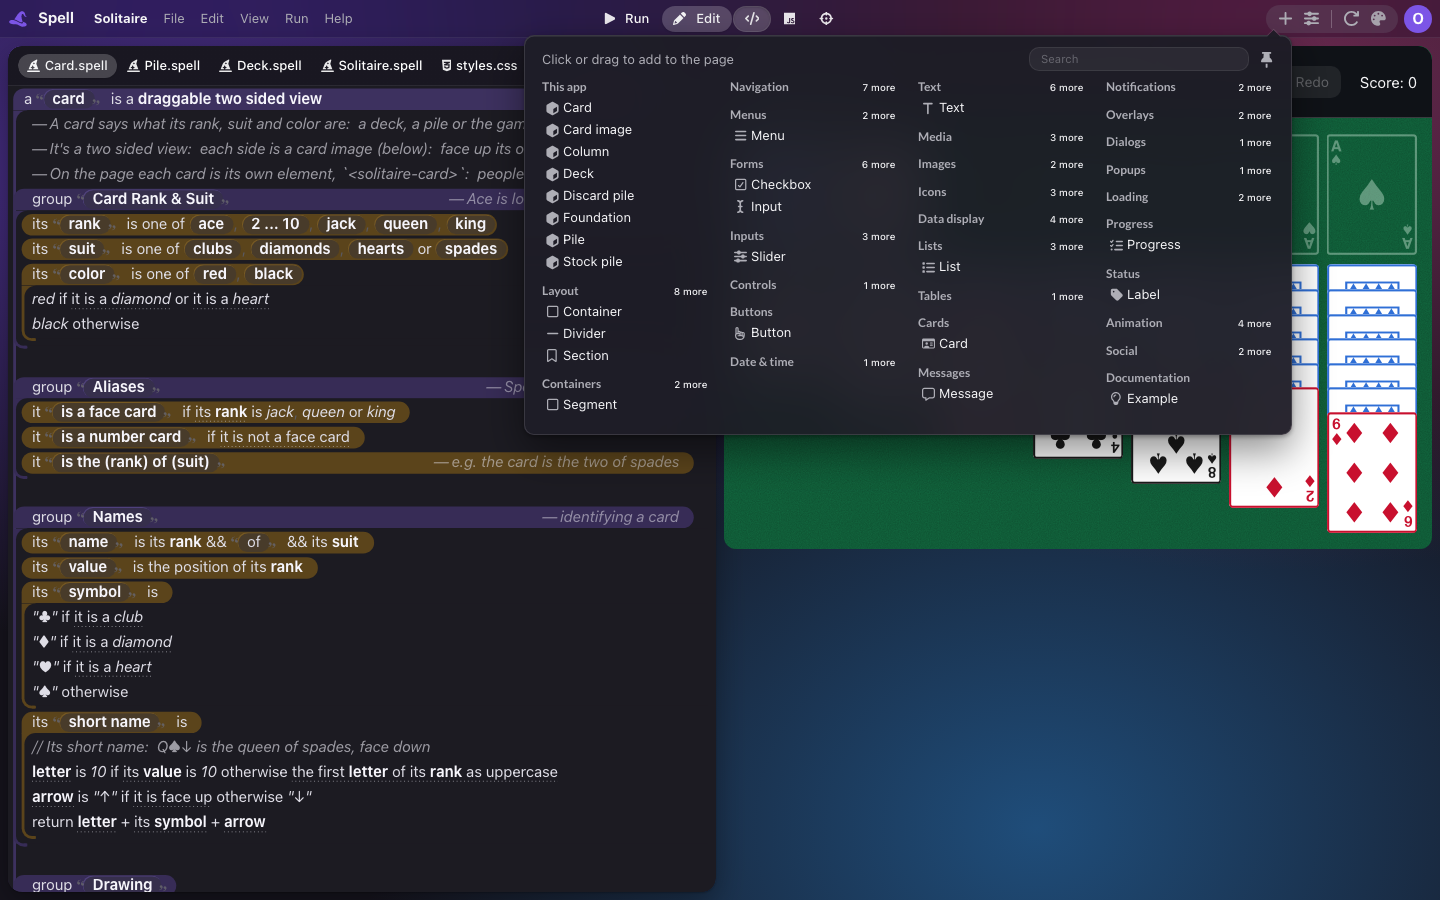 Spell Solitaire File Edit View Run Help Run Edit </> JS O
Card.spell Pile.spell Deck.spell Solitaire.spell styles.css
Redo Score: 0
a “ card ” is a draggable two sided view
— A card says what its rank, suit and color are: a deck, a pile or the gam
— It's a two sided view: each side is a card image (below): face up its o
— On the page each card is its own element, `<solitaire-card>`: people
group “ Card Rank & Suit ” — Ace is lo
its “ rank ” is one of ace , 2 ... 10 , jack , queen , king
its “ suit ” is one of clubs , diamonds , hearts or spades
its “ color ” is one of red , black
red if it is a diamond or it is a heart
black otherwise
group “ Aliases ” — Spe
it “ is a face card if its rank is jack queen or king
it “ is a number card if it is not a face card
it “ is the (rank) of (suit) ” — e.g. the card is the two of spades
group “ Names ” — identifying a card
its “ name ” is its rank && “ of ” && its suit
its “ value ” is the position of its rank
its “ symbol ” is
"♣" if it is a club
"♦" if it is a diamond
"♥" if it is a heart
"♠" otherwise
its “ short name ” is
// Its short name: Q♠↓ is the queen of spades, face down
letter is 10 if its value is 10 otherwise the first letter of its rank as uppercase
arrow is "↑" if it is face up otherwise "↓"
return letter + its symbol + arrow
group “ Drawing ”
Click or drag to add to the page
Search
This app
Card
Card image
Column
Deck
Discard pile
Foundation
Pile
Stock pile
Layout 8 more
Container
Divider
Section
Containers 2 more
Segment
Navigation 7 more
Menus 2 more
Menu
Forms 6 more
Checkbox
Input
Inputs 3 more
Slider
Controls 1 more
Buttons
Button
Date & time 1 more
Text 6 more
Text
Media 3 more
Images 2 more
Icons 3 more
Data display 4 more
Lists 3 more
List
Tables 1 more
Cards
Card
Messages
Message
Notifications 2 more
Overlays 2 more
Dialogs 1 more
Popups 1 more
Loading 2 more
Progress
Progress
Status
Label
Animation 4 more
Social 2 more
Documentation
Example
A
A
A
4
8
2
6
6